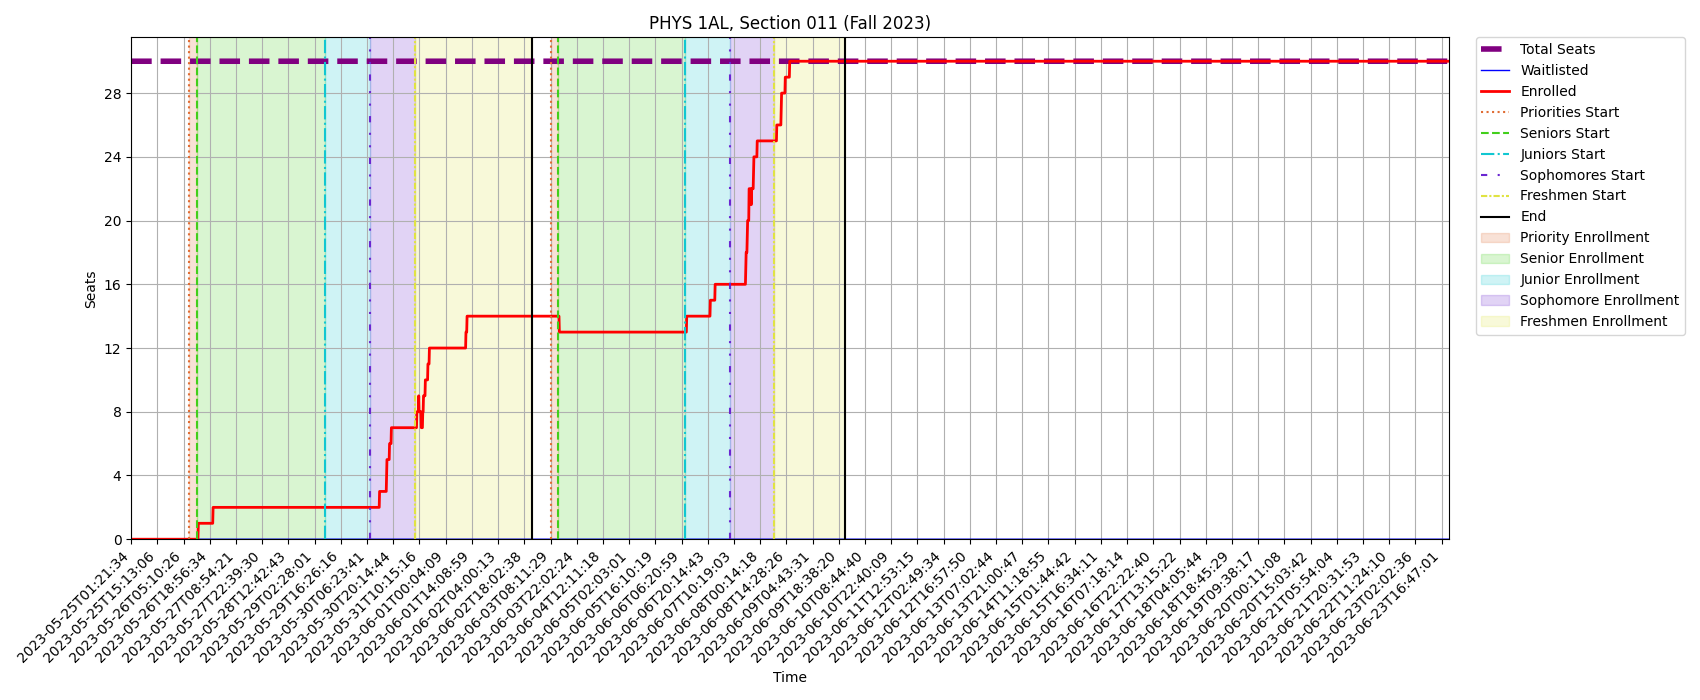 PHYS 1AL, Section 011 (Fall 2023)
Seats
28
24
20
16
12
8
4
0
2023-05-25T01:21:34
2023-05-25T15:13:06
2023-05-26T05:10:26
2023-05-26T18:56:34
2023-05-27T08:54:21
2023-05-27T22:39:30
2023-05-28T12:42:43
2023-05-29T02:28:01
2023-05-29T16:26:16
2023-05-30T06:23:41
2023-05-30T20:14:44
2023-05-31T10:15:16
2023-06-01T00:04:09
2023-06-01T14:08:59
2023-06-02T04:00:13
2023-06-02T18:02:38
2023-06-03T08:11:29
2023-06-03T22:02:24
2023-06-04T12:11:18
2023-06-05T02:03:01
2023-06-05T16:10:19
2023-06-06T06:20:59
2023-06-06T20:14:43
2023-06-07T10:19:03
2023-06-08T00:14:18
2023-06-08T14:28:26
2023-06-09T04:43:31
2023-06-09T18:38:20
2023-06-10T08:44:40
2023-06-10T22:40:09
2023-06-11T12:53:15
2023-06-12T02:49:34
2023-06-12T16:57:50
2023-06-13T07:02:44
2023-06-13T21:00:47
2023-06-14T11:18:55
2023-06-15T01:44:42
2023-06-15T16:34:11
2023-06-16T07:18:14
2023-06-16T22:22:40
2023-06-17T13:15:22
2023-06-18T04:05:44
2023-06-18T18:45:29
2023-06-19T09:38:17
2023-06-20T00:11:08
2023-06-20T15:03:42
2023-06-21T05:54:04
2023-06-21T20:31:53
2023-06-22T11:24:10
2023-06-23T02:02:36
2023-06-23T16:47:01
Time
Total Seats
Waitlisted
Enrolled
Priorities Start
Seniors Start
Juniors Start
Sophomores Start
Freshmen Start
End
Priority Enrollment
Senior Enrollment
Junior Enrollment
Sophomore Enrollment
Freshmen Enrollment